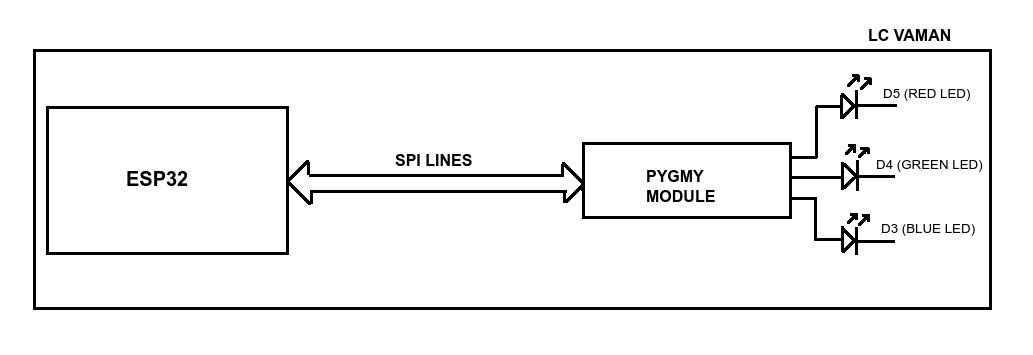 LC VAMAN
D5 (RED LED)
SPI LINES
D4 (GREEN LED)
ESP32
PYGMY
MODULE
D3 (BLUE LED)